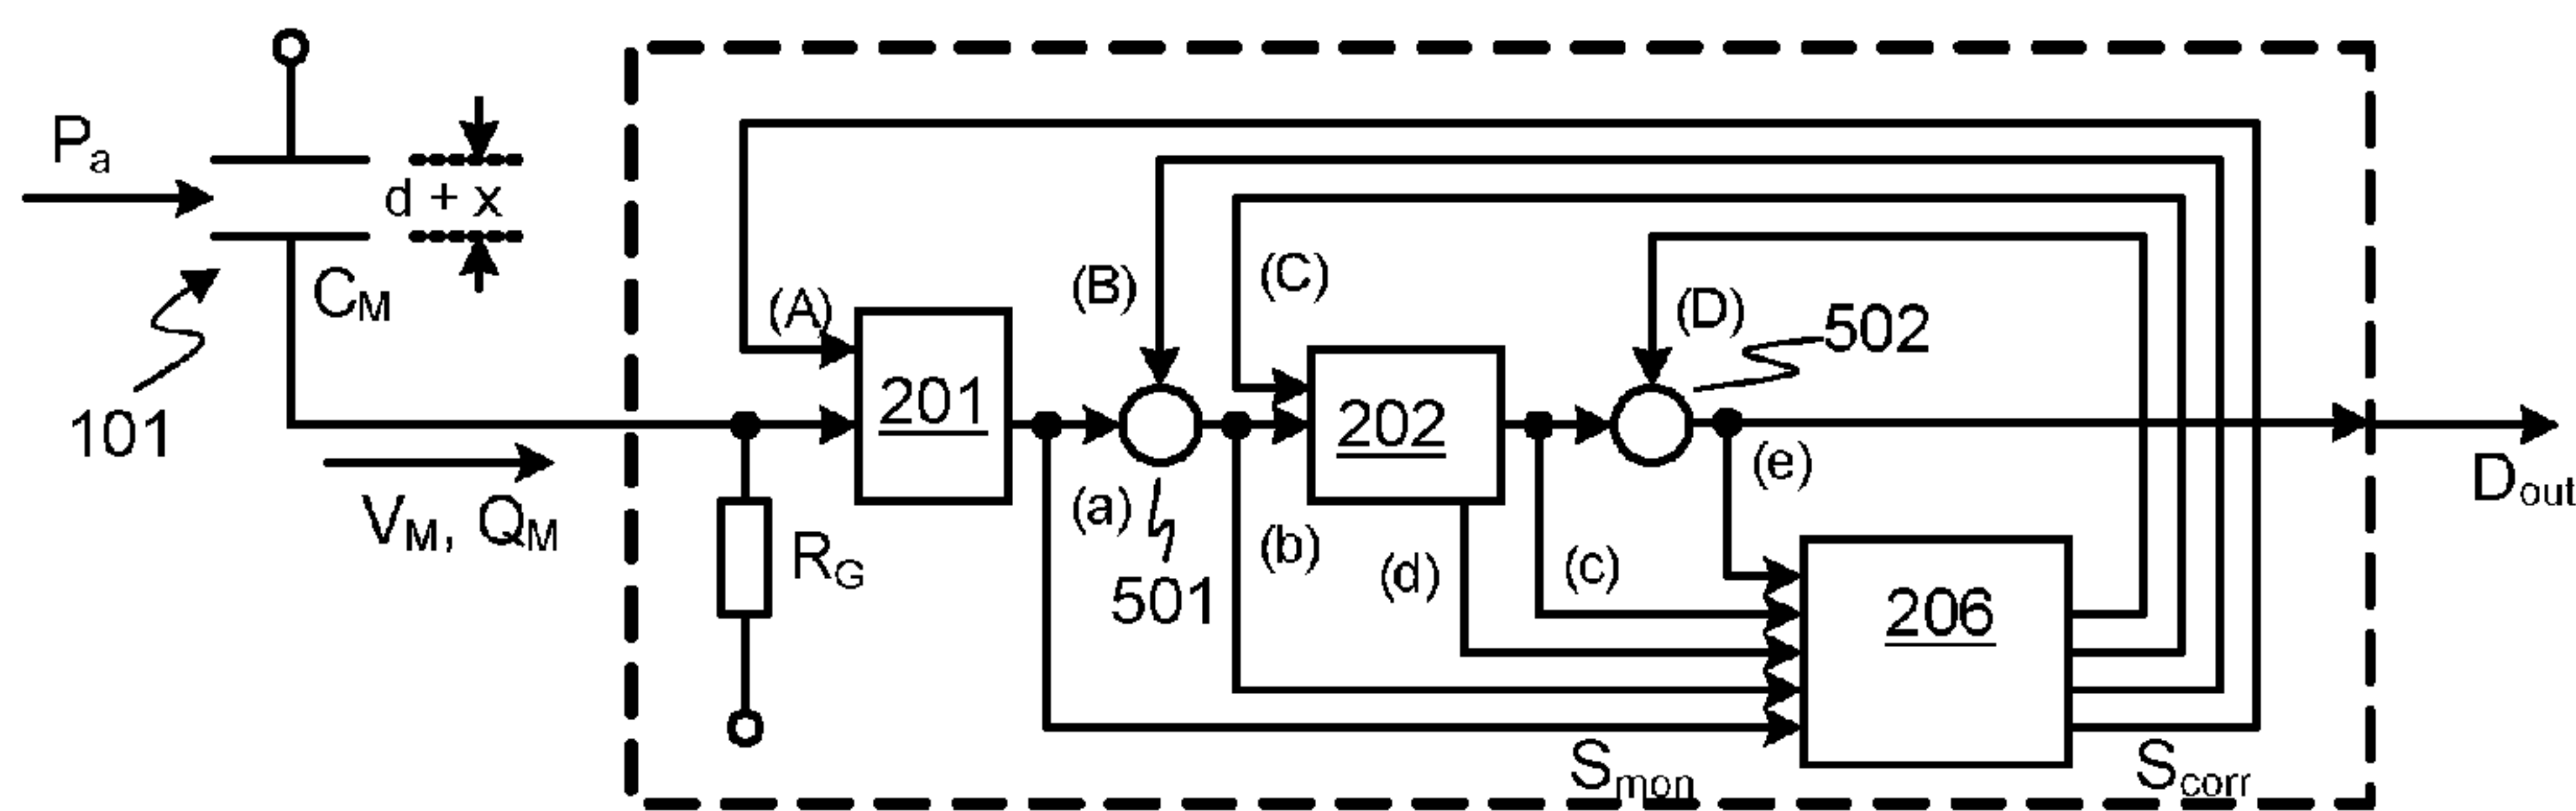 Pa
d + x
CM
101
VM, QM
RG
(A)
201
(B)
(a)
501
(C)
(b)
202
(d)
(c)
(D)
502
(e)
206
Smon
Scorr
Dout